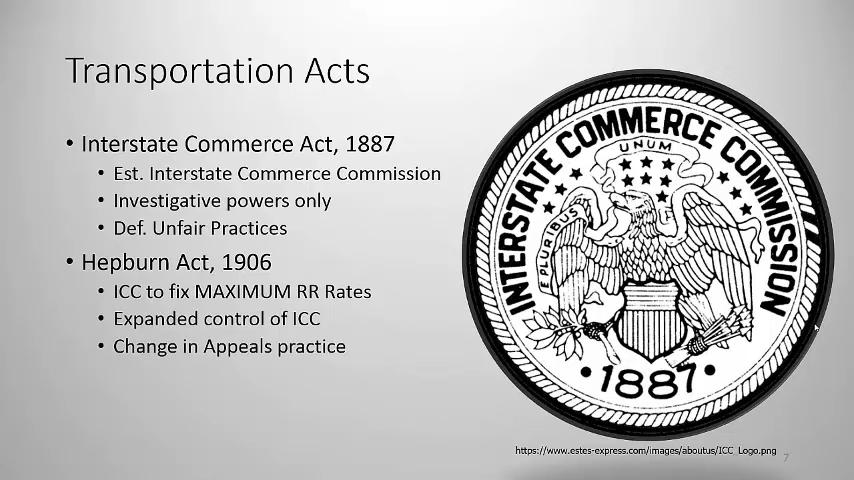 Transportation Acts
• Interstate Commerce Act, 1887
• Est. Interstate Commerce Commission
• Investigative powers only
• Def. Unfair Practices
• Hepburn Act, 1906
• ICC to fix MAXIMUM RR Rates
• Expanded control of ICC
• Change in Appeals practice
INTERSTATE COMMERCE COMMISSION
E PLURIBUS
UNUM
•1887•
https://www.estes-express.com/images/aboutus/ICC_Logo.png
7